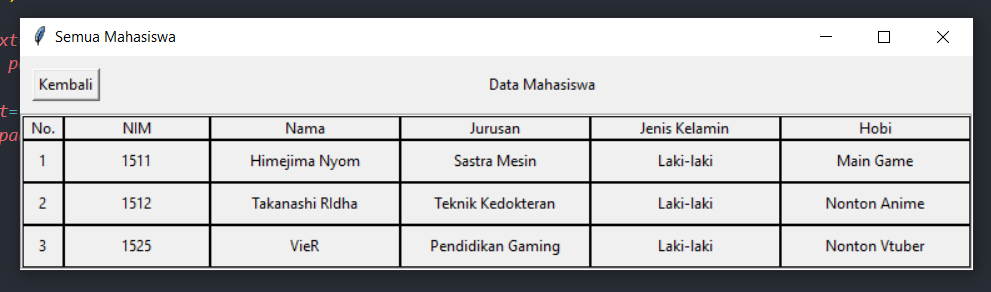 Semua Mahasiswa
Kembali Data Mahasiswa
No. NIM Nama Jurusan Jenis Kelamin Hobi
1 1511 Himejima Nyom Sastra Mesin Laki-laki Main Game
2 1512 Takanashi RIdha Teknik Kedokteran Laki-laki Nonton Anime
3 1525 VieR Pendidikan Gaming Laki-laki Nonton Vtuber